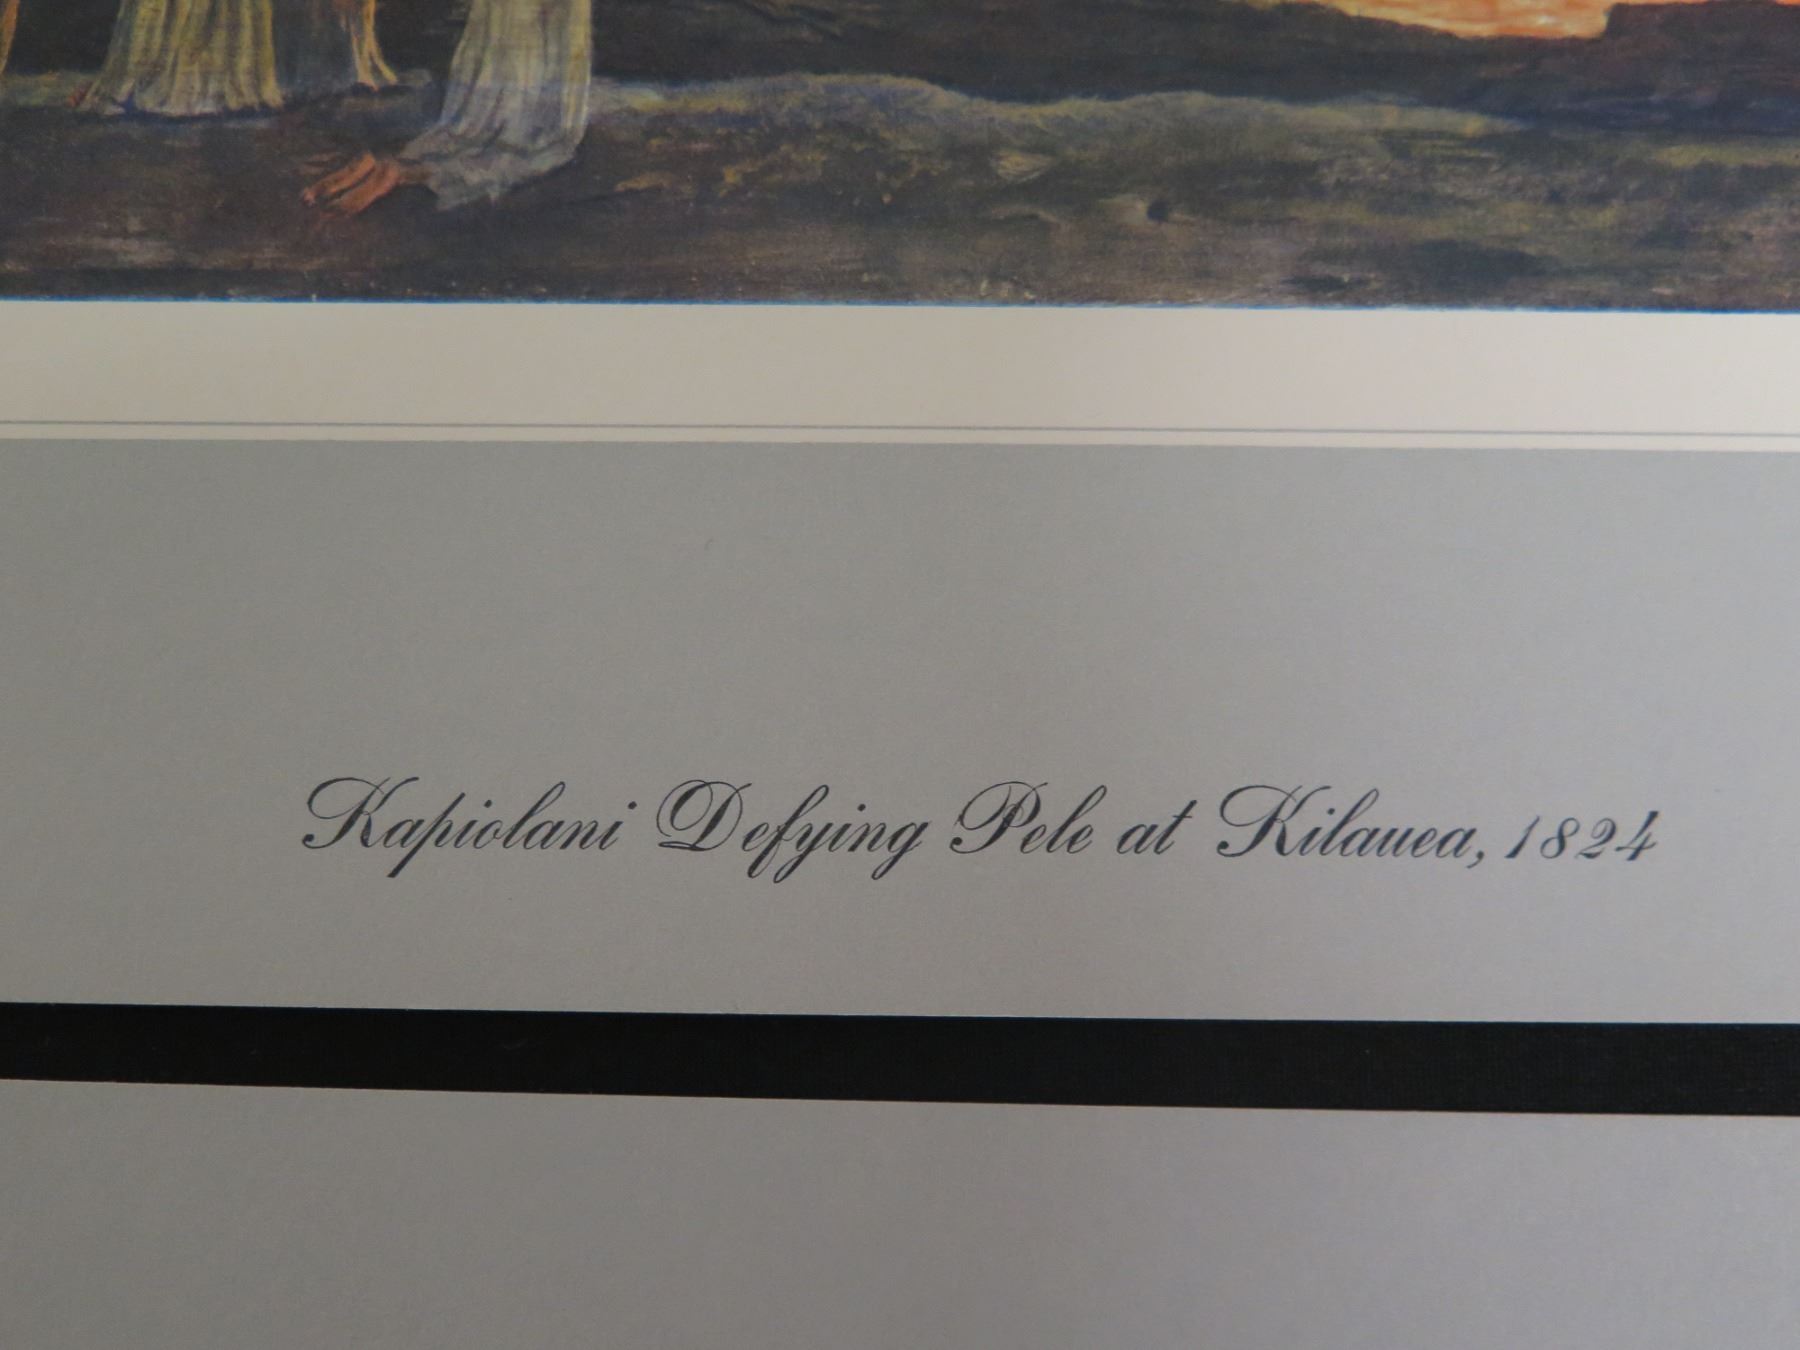 Kapiolani Defying Pele at Kilauea, 1824